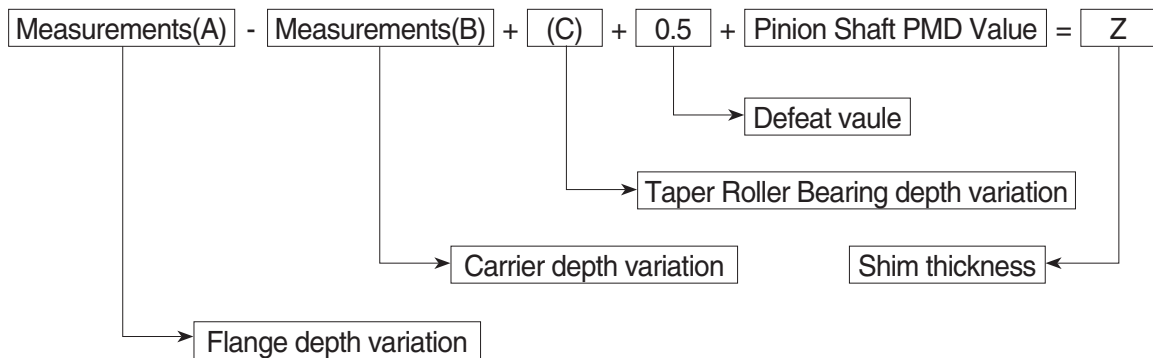 Measurements(A) - Measurements(B) + (C) + 0.5 + Pinion Shaft PMD Value = Z
Defeat vaule
Taper Roller Bearing depth variation
Carrier depth variation Shim thickness
Flange depth variation